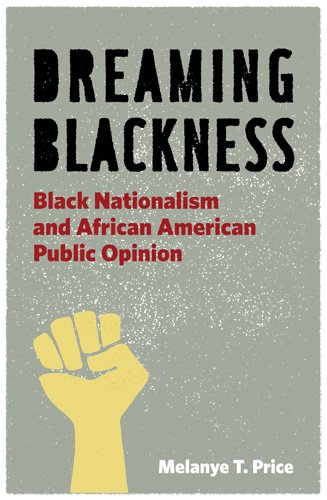 DREAMING
BLACKNESS
Black Nationalism
and African American
Public Opinion
Melanye T. Price